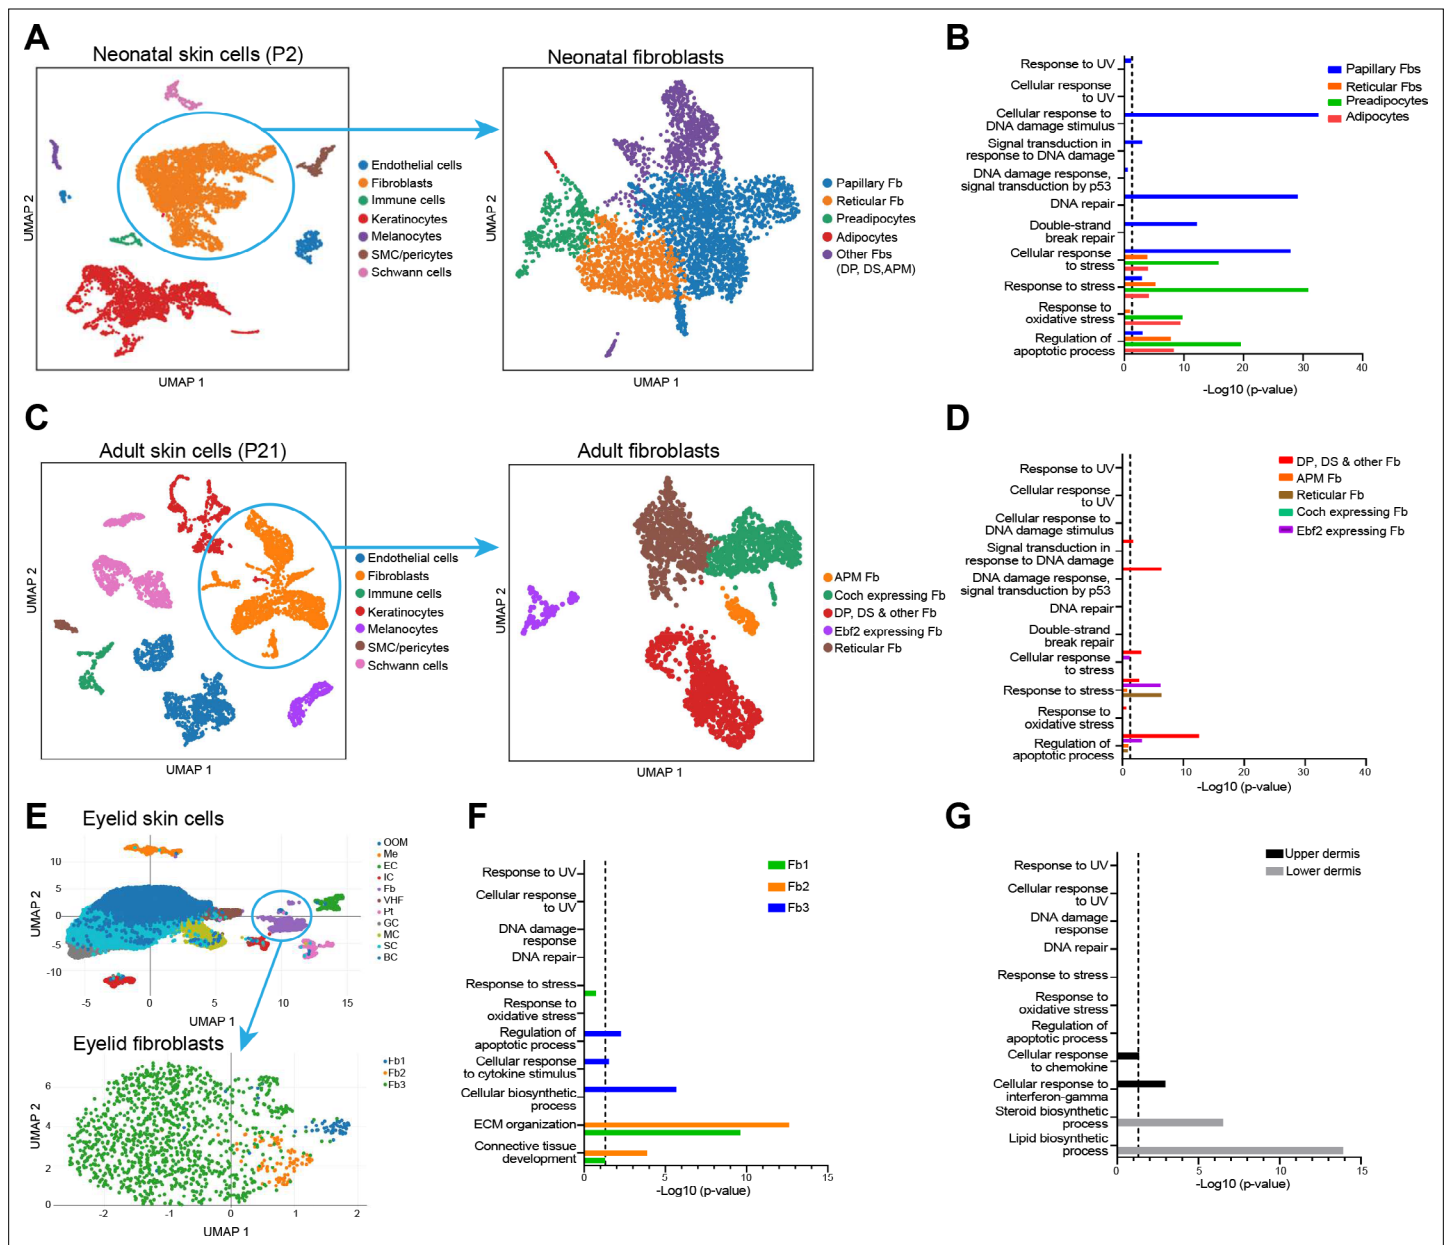 A
Neonatal skin cells (P2)
UMAP 2
UMAP 1
Endothelial cells
Fibroblasts
Immune cells
Keratinocytes
Melanocytes
SMC/pericytes
Schwann cells
Neonatal fibroblasts
UMAP 2
UMAP 1
Papillary Fb
Reticular Fb
Preadipocytes
Adipocytes
Other Fbs
(DP, DS,APM)
B
Response to UV
Cellular response
to UV
Cellular response to
DNA damage stimulus
Signal transduction in
response to DNA damage
DNA damage response,
signal transduction by p53
DNA repair
Double-strand
break repair
Cellular response
to stress
Response to stress
Response to
oxidative stress
Regulation of
apoptotic process
0 10 20 30 40
-Log10 (p-value)
Papillary Fbs
Reticular Fbs
Preadipocytes
Adipocytes
C
Adult skin cells (P21)
UMAP 2
UMAP 1
Endothelial cells
Fibroblasts
Immune cells
Keratinocytes
Melanocytes
SMC/pericytes
Schwann cells
Adult fibroblasts
UMAP 2
UMAP 1
APM Fb
Coch expressing Fb
DP, DS & other Fb
Ebf2 expressing Fb
Reticular Fb
D
Response to UV
Cellular response
to UV
Cellular response to
DNA damage stimulus
Signal transduction in
response to DNA damage
DNA damage response,
signal transduction by p53
DNA repair
Double-strand
break repair
Cellular response
to stress
Response to stress
Response to
oxidative stress
Regulation of
apoptotic process
0 10 20 30 40
-Log10 (p-value)
DP, DS & other Fb
APM Fb
Reticular Fb
Coch expressing Fb
Ebf2 expressing Fb
E
Eyelid skin cells
UMAP 2
10
5
0
-5
-10
-5 0 5 10 15
UMAP 1
OOM
Me
EC
IC
Fb
VHF
Pt
GC
MC
SC
BC
Eyelid fibroblasts
UMAP 2
6
4
2
0
-2 -1 0 1 2
UMAP 1
Fb1
Fb2
Fb3
F
Response to UV
Cellular response
to UV
DNA damage
response
DNA repair
Response to stress
Response to
oxidative stress
Regulation of
apoptotic process
Cellular response
to cytokine stimulus
Cellular biosynthetic
process
ECM organization
Connective tissue
development
0 5 10 15
-Log10 (p-value)
Fb1
Fb2
Fb3
G
Response to UV
Cellular response
to UV
DNA damage
response
DNA repair
Response to stress
Response to
oxidative stress
Regulation of
apoptotic process
Cellular response
to chemokine
Cellular response to
interferon-gamma
Steroid biosynthetic
process
Lipid biosynthetic
process
0 5 10 15
-Log10 (p-value)
Upper dermis
Lower dermis